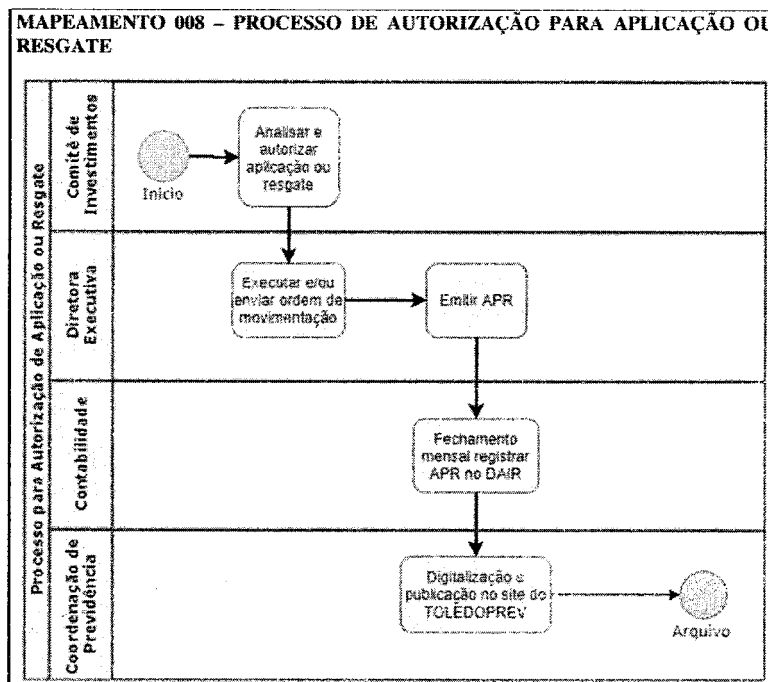 MAPEAMENTO 008 – PROCESSO DE AUTORIZAÇÃO PARA APLICAÇÃO OU
RESGATE
Processo para Autorização de Aplicação ou Resgate
Comitê de
Investimentos
Início
Analisar e
autorizar
aplicação ou
resgate
Diretora
Executiva
Executar e/ou
enviar ordem de
movimentação
Emitir APR
Contabilidade
Fechamento
mensal registrar
APR no DAIR
Coordenação de
Previdência
Digitalização e
publicação no site do
TOLEDOPREV
Arquivo